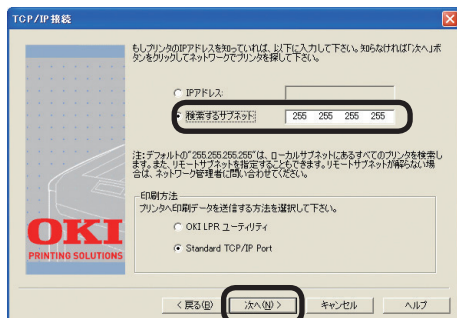 TCP/IP接続
もしプリンタのIPアドレスを知っていれば、以下に入力して下さい。知らなければ「次へ」ボ
タンをクリックしてネットワークでプリンタを探して下さい。
IPアドレス:
検索するサブネット: 255 255 255 255
注:デフォルトの"255.255.255.255"は、ローカルサブネットにあるすべてのプリンタを検索し
ます。また、リモートサブネットを指定することもできます。リモートサブネットが解らない場
合は、ネットワーク管理者に問い合わせてください。
印刷方法
プリンタへ印刷データを送信する方法を選択して下さい。
OKI LPR ユーティリティ
Standard TCP/IP Port
OKI
PRINTING SOLUTIONS
< 戻る(B) 次へ(N) > キャンセル ヘルプ